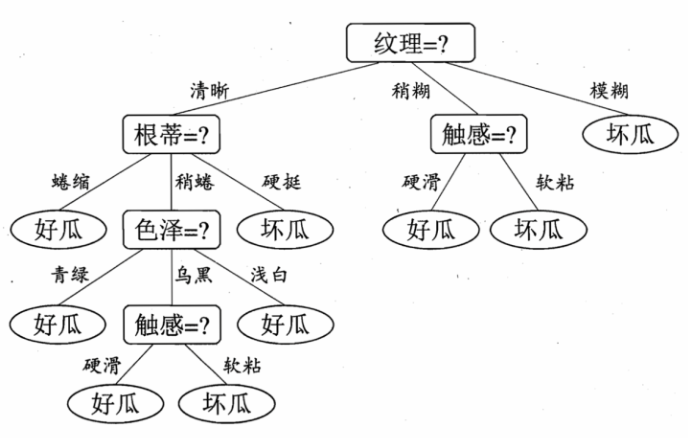 纹理=?
清晰 稍糊 模糊
根蒂=? 触感=? 坏瓜
蜷缩 稍蜷 硬挺 硬滑 软粘
好瓜 色泽=? 坏瓜 好瓜 坏瓜
青绿 乌黑 浅白
好瓜 触感=? 好瓜
硬滑 软粘
好瓜 坏瓜